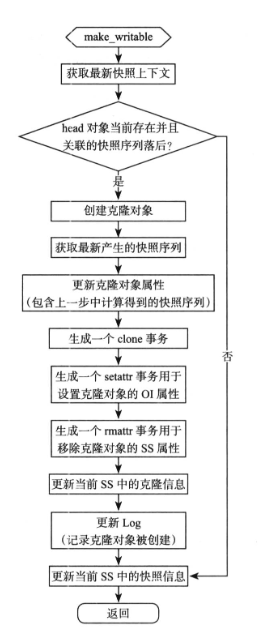 make_writable
获取最新快照上下文
head 对象当前存在并且
关联的快照序列落后?
是
创建克隆对象
获取最新产生的快照序列
更新克隆对象属性
(包含上一步中计算得到的快照序列)
生成一个 clone 事务
否
生成一个 setattr 事务用于
设置克隆对象的 OI 属性
生成一个 rmattr 事务用于
移除克隆对象的 SS 属性
更新当前 SS 中的克隆信息
更新 Log
(记录克隆对象被创建)
更新当前 SS 中的快照信息
返回